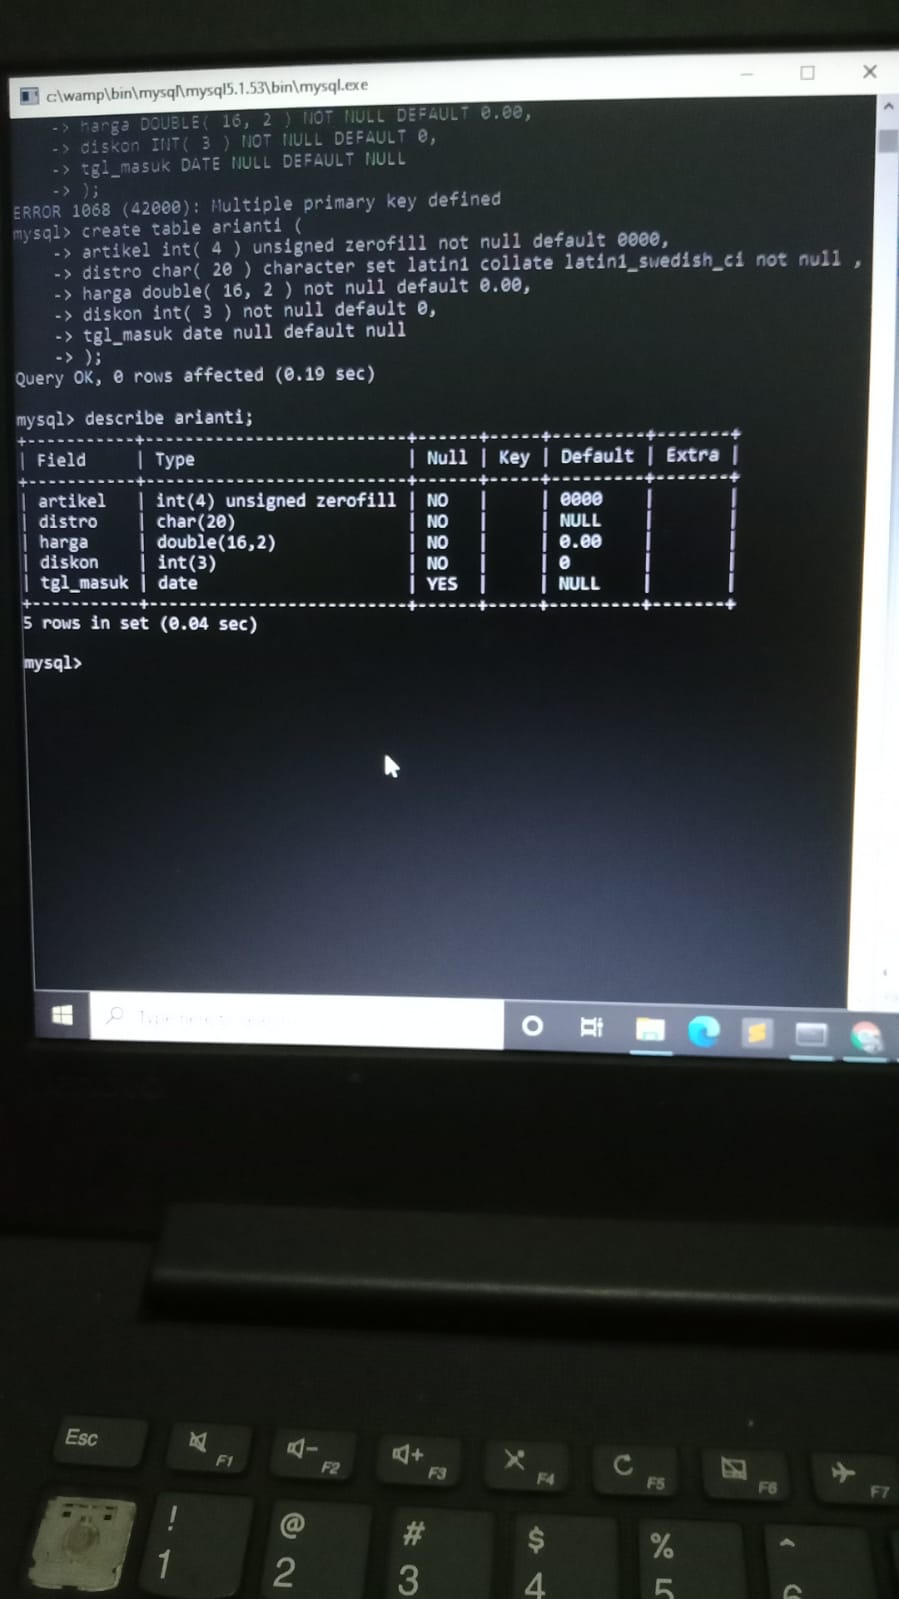 c:\wamp\bin\mysql\mysql5.1.53\bin\mysql.exe
-> harga DOUBLE( 16, 2 ) NOT NULL DEFAULT 0.00,
-> diskon INT( 3 ) NOT NULL DEFAULT 0,
-> tgl_masuk DATE NULL DEFAULT NULL
-> );
ERROR 1068 (42000): Multiple primary key defined
mysql> create table arianti (
-> artikel int( 4 ) unsigned zerofill not null default 0000,
-> distro char( 20 ) character set latin1 collate latin1_swedish_ci not null ,
-> harga double( 16, 2 ) not null default 0.00,
-> diskon int( 3 ) not null default 0,
-> tgl_masuk date null default null
-> );
Query OK, 0 rows affected (0.19 sec)
mysql> describe arianti;
+-----------+--------------------------+------+-----+---------+-------+
| Field | Type | Null | Key | Default | Extra |
+-----------+--------------------------+------+-----+---------+-------+
| artikel | int(4) unsigned zerofill | NO | | 0000 | |
| distro | char(20) | NO | | NULL | |
| harga | double(16,2) | NO | | 0.00 | |
| diskon | int(3) | NO | | 0 | |
| tgl_masuk | date | YES | | NULL | |
+-----------+--------------------------+------+-----+---------+-------+
5 rows in set (0.04 sec)
mysql>
Type here to search
Esc F1 F2 F3 F4 F5 F6 F7
! @ # $ % ^
1 2 3 4 5 6